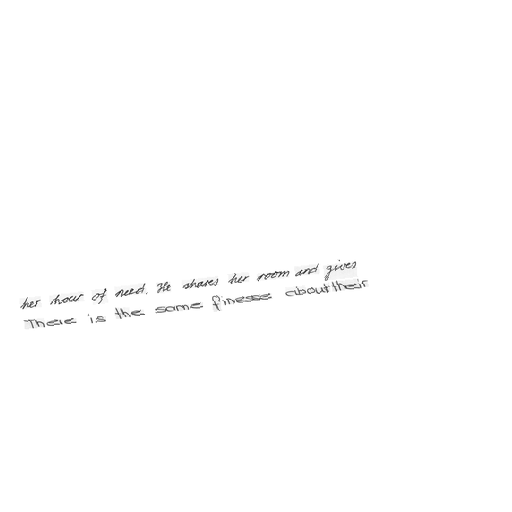 her hour of need. He shares her room and gives
There is the same finesse about their